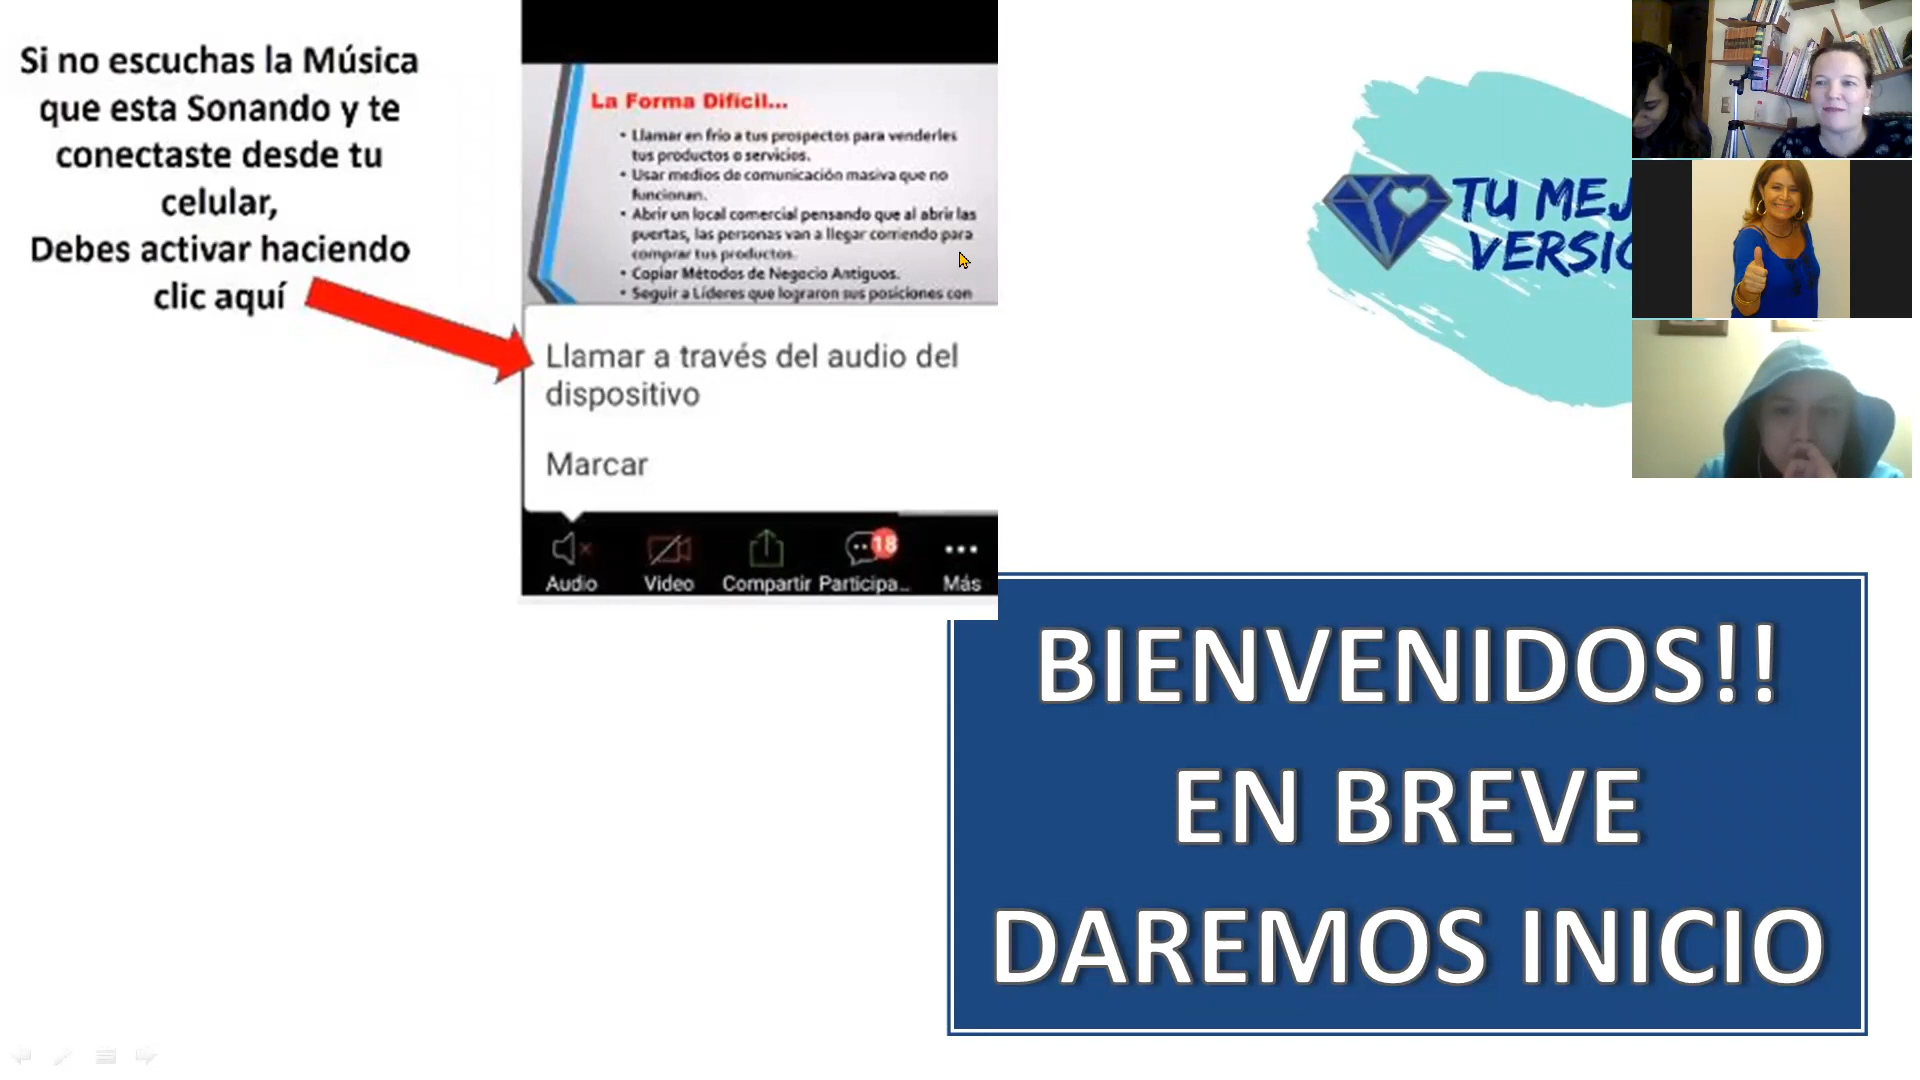 Si no escuchas la Música
que esta Sonando y te
conectaste desde tu
celular,
Debes activar haciendo
clic aquí
La Forma Difícil...
• Llamar en frio a tus prospectos para venderles
tus productos o servicios.
• Usar medios de comunicación masiva que no
funcionan.
• Abrir un local comercial pensando que al abrir las
puertas, las personas van a llegar corriendo para
comprar tus productos.
• Copiar Métodos de Negocio Antiguos.
• Seguir a Líderes que lograron sus posiciones con
Llamar a través del audio del
dispositivo
Marcar
18
Audio Video Compartir Participa... Más
TU MEJ
VERSIO
BIENVENIDOS!!
EN BREVE
DAREMOS INICIO